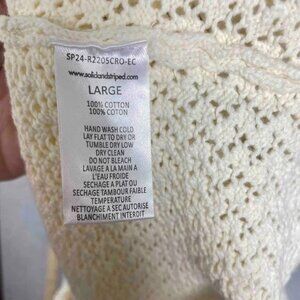 SP24-R2205CRO-EC
www.solidandstriped.com
LARGE
100% COTTON
100% COTTON
HAND WASH COLD
LAY FLAT TO DRY OR
TUMBLE DRY LOW
DRY CLEAN
DO NOT BLEACH
LAVAGE A LA MAIN A
L'EAU FROIDE
SECHAGE A PLAT OU
SECHAGE TAMBOUR FAIBLE
TEMPERATURE
NETTOYAGE A SEC AUTORISE
BLANCHIMENT INTERDIT